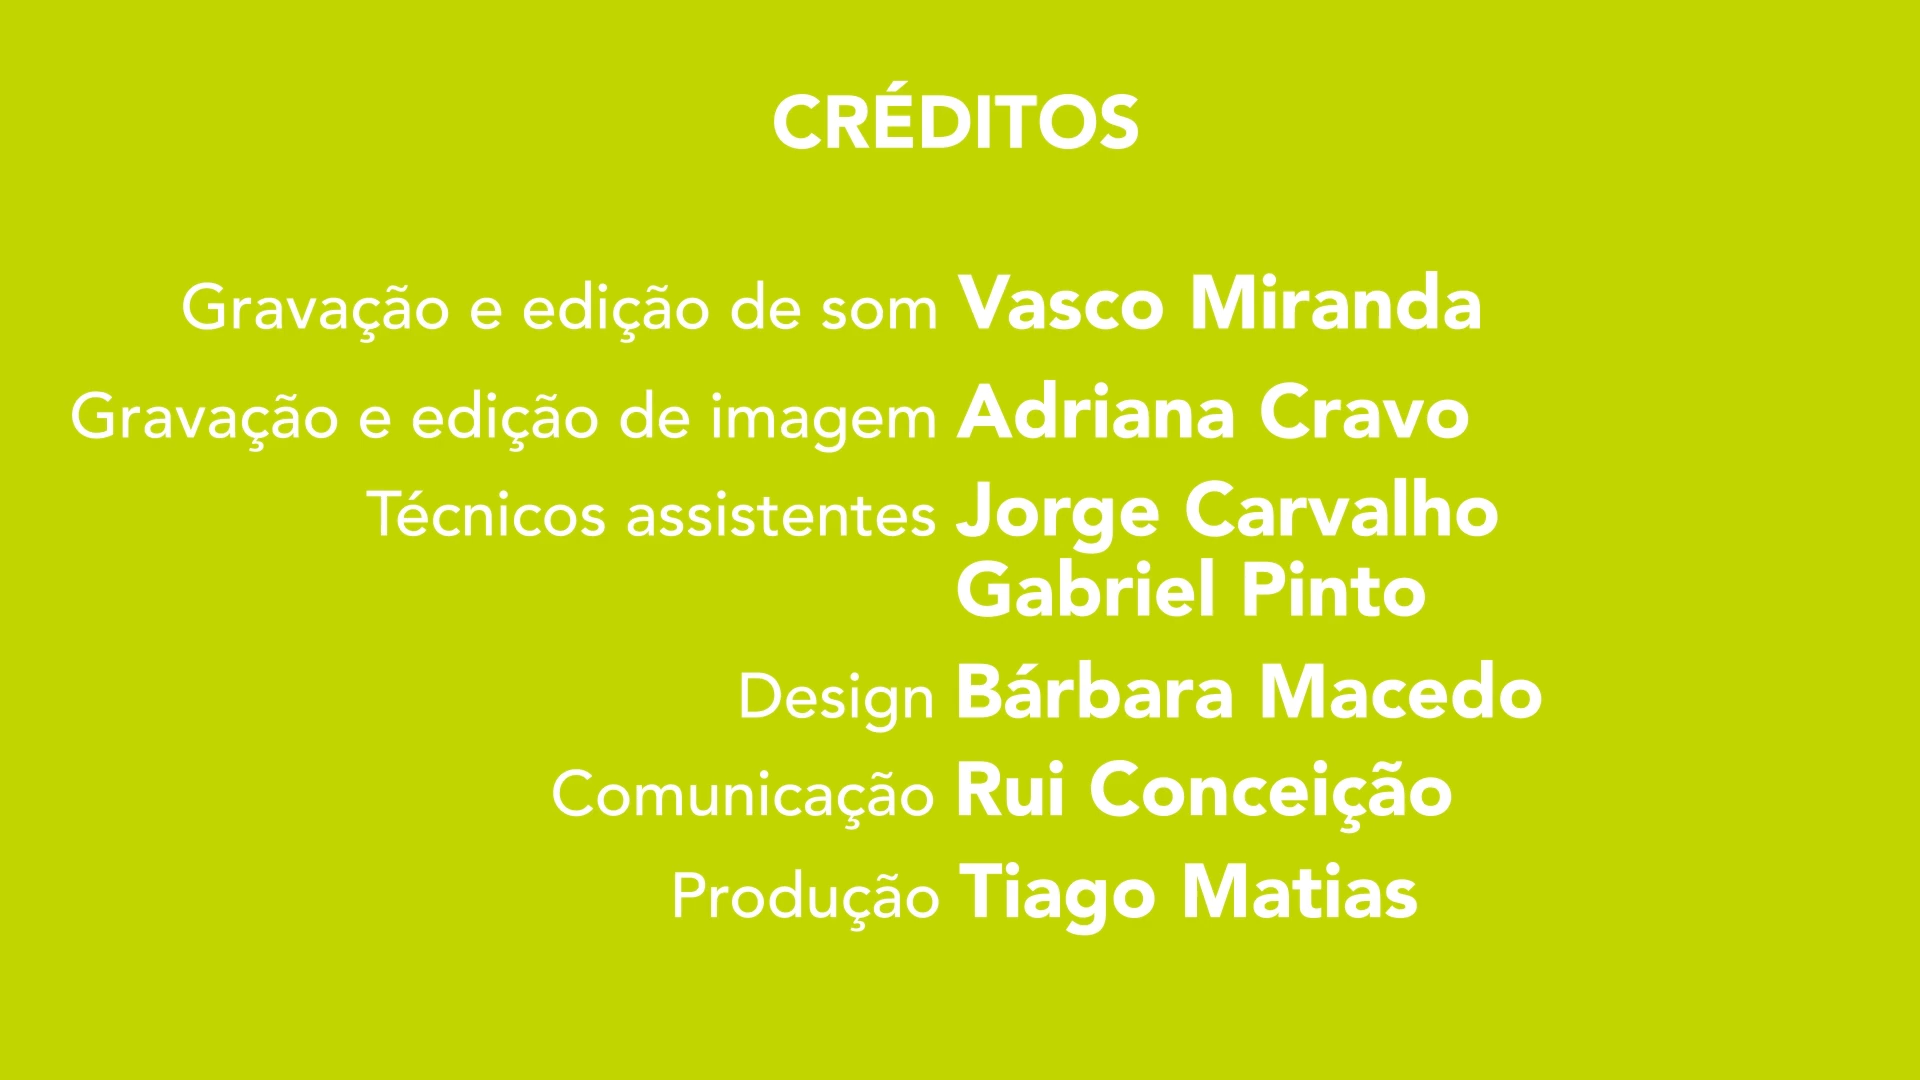 CRÉDITOS
Gravação e edição de som Vasco Miranda
Gravação e edição de imagem Adriana Cravo
Técnicos assistentes Jorge Carvalho
Gabriel Pinto
Design Bárbara Macedo
Comunicação Rui Conceição
Produção Tiago Matias